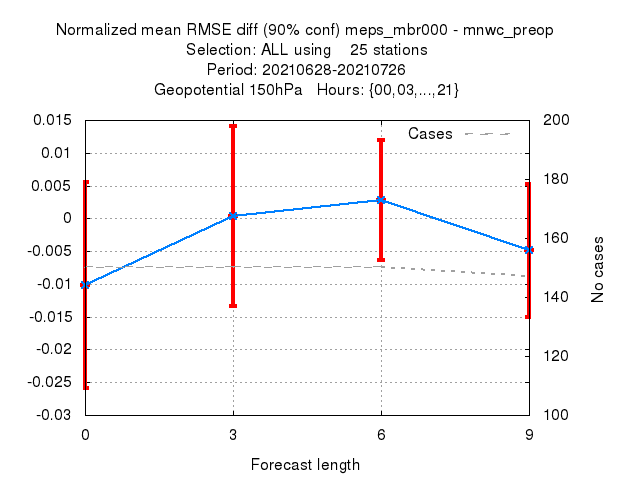 Normalized mean RMSE diff (90% conf) meps_mbr000 - mnwc_preop
Selection: ALL using    25 stations
Period: 20210628-20210726
Geopotential 150hPa   Hours: {00,03,...,21}
0.015
0.01
0.005
0
-0.005
-0.01
-0.015
-0.02
-0.025
-0.03
Cases
200
180
160
140
120
100
No cases
0 3 6 9
Forecast length